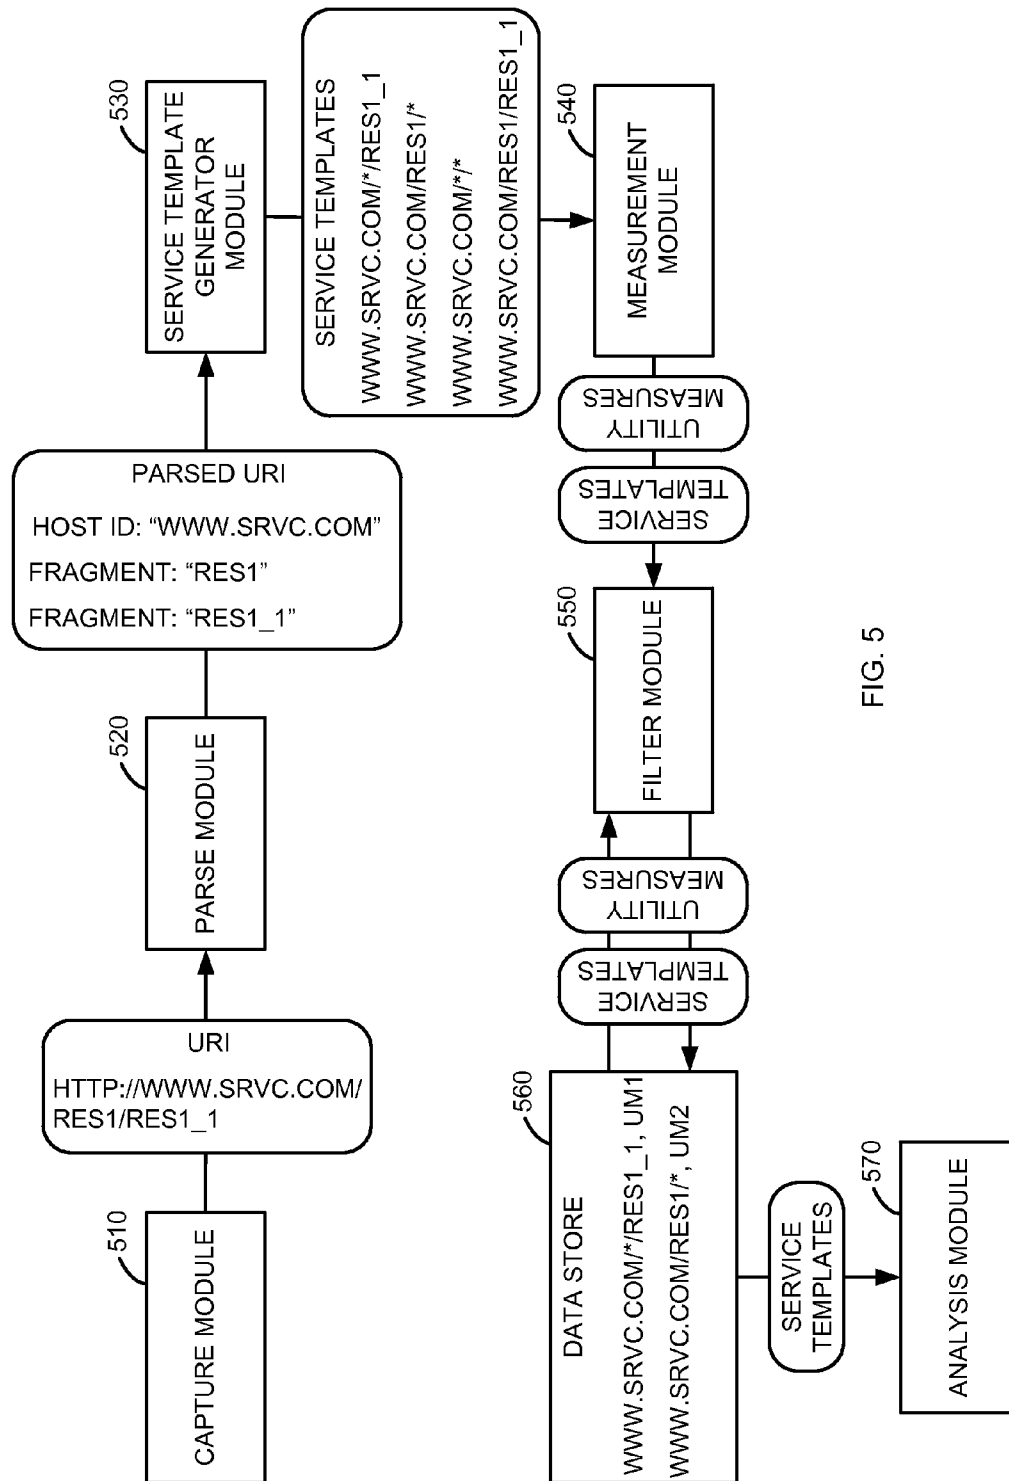 510
CAPTURE MODULE
URI
HTTP://WWW.SRVC.COM/
RES1/RES1_1
520
PARSE MODULE
PARSED URI
HOST ID: “WWW.SRVC.COM”
FRAGMENT: “RES1”
FRAGMENT: “RES1_1”
530
SERVICE TEMPLATE
GENERATOR
MODULE
SERVICE TEMPLATES
WWW.SRVC.COM/*/RES1_1
WWW.SRVC.COM/RES1/*
WWW.SRVC.COM/*/*
WWW.SRVC.COM/RES1/RES1_1
540
MEASUREMENT
MODULE
UTILITY
MEASURES
SERVICE
TEMPLATES
550
FILTER MODULE
UTILITY
MEASURES
SERVICE
TEMPLATES
560
DATA STORE
WWW.SRVC.COM/*/RES1_1, UM1
WWW.SRVC.COM/RES1/*, UM2
SERVICE
TEMPLATES
570
ANALYSIS MODULE
FIG. 5